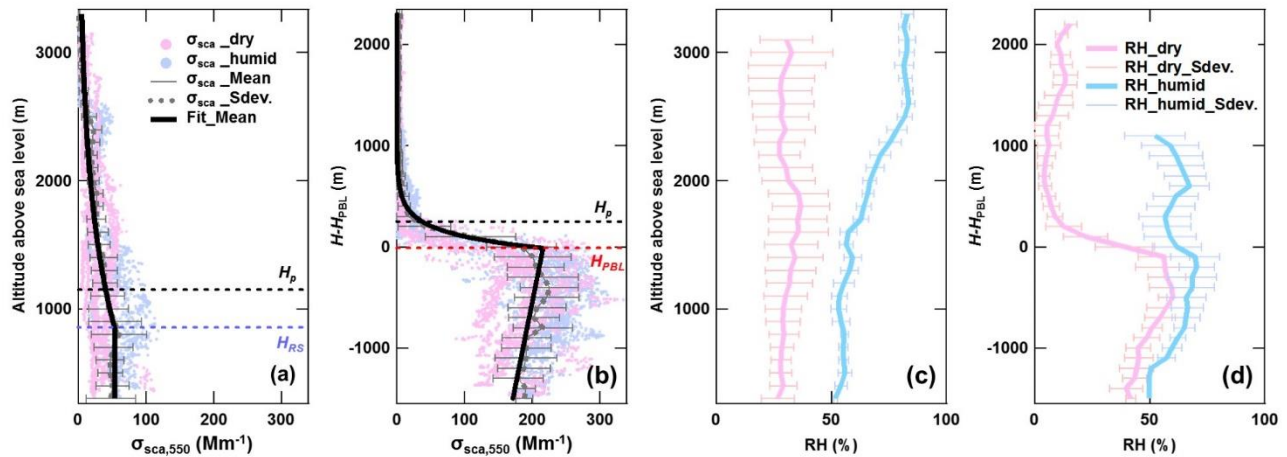 3000
2000
1000
Altitude above sea level (m)
σsca _dry
σsca _humid
σsca _Mean
σsca _Sdev.
Fit_Mean
Hp
HRS
(a)
0 100 200 300
σsca,550 (Mm-1)
2000
1000
0
-1000
H-HPBL (m)
Hp
HPBL
(b)
0 100 200 300
σsca,550 (Mm-1)
3000
2000
1000
Altitude above sea level (m)
(c)
0 50 100
RH (%)
2000
1000
0
-1000
H-HPBL (m)
RH_dry
RH_dry_Sdev.
RH_humid
RH_humid_Sdev.
(d)
0 50 100
RH (%)